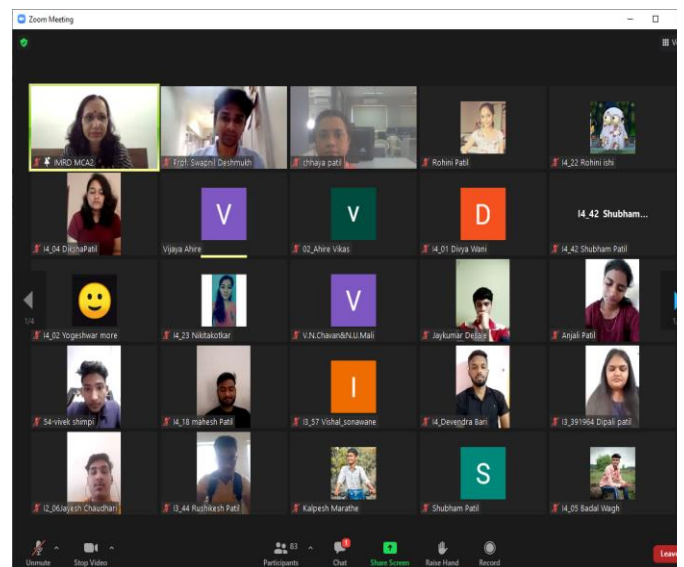 Zoom Meeting
IMRD MCA2
Prof. Swapnil Deshmukh
chhaya patil
Rohini Patil
I4_22 Rohini ishi
I4_04 DikshaPatil
V
Vijaya Ahire
V
02_Ahire Vikas
D
I4_01 Divya Wani
I4_42 Shubham...
I4_42 Shubham Patil
1/4
I4_02 Yogeshwar more
I4_23 Nikitakotkar
V
V.N.Chavan&N.U.Mali
Jaykumar Desale
Anjali Patil
54-vivek shimpi
I4_18 mahesh Patil
I
I3_57 Vishal_sonawane
I4_Devendra Bari
I3_391964 Dipali patil
I2_06Jayesh Chaudhari
I3_44 Rushikesh Patil
Kalpesh Marathe
S
Shubham Patil
I4_05 Badal Wagh
Unmute
Stop Video
83
Participants
1
Chat
Share Screen
Raise Hand
Record
Leave